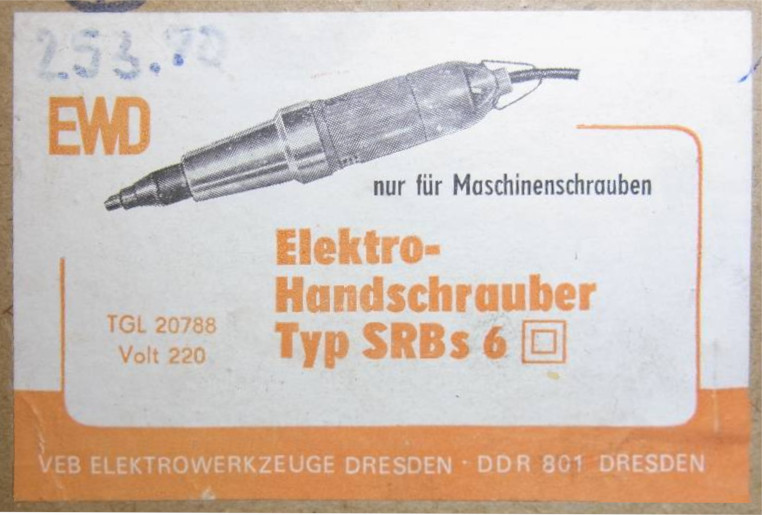 253.70
EWD
nur für Maschinenschrauben
Elektro-
Handschrauber
Typ SRBs 6
TGL 20788
Volt 220
VEB ELEKTROWERKZEUGE DRESDEN · DDR 801 DRESDEN